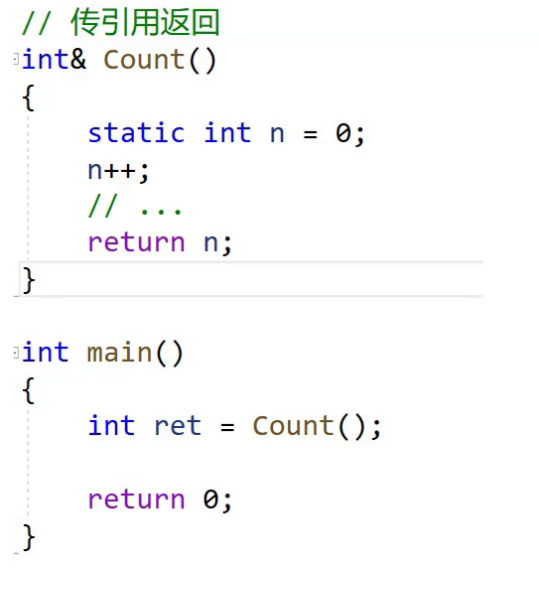 // 传引用返回
int& Count()
{
    static int n = 0;
    n++;
    // ...
    return n;
}
int main()
{
    int ret = Count();
    return 0;
}